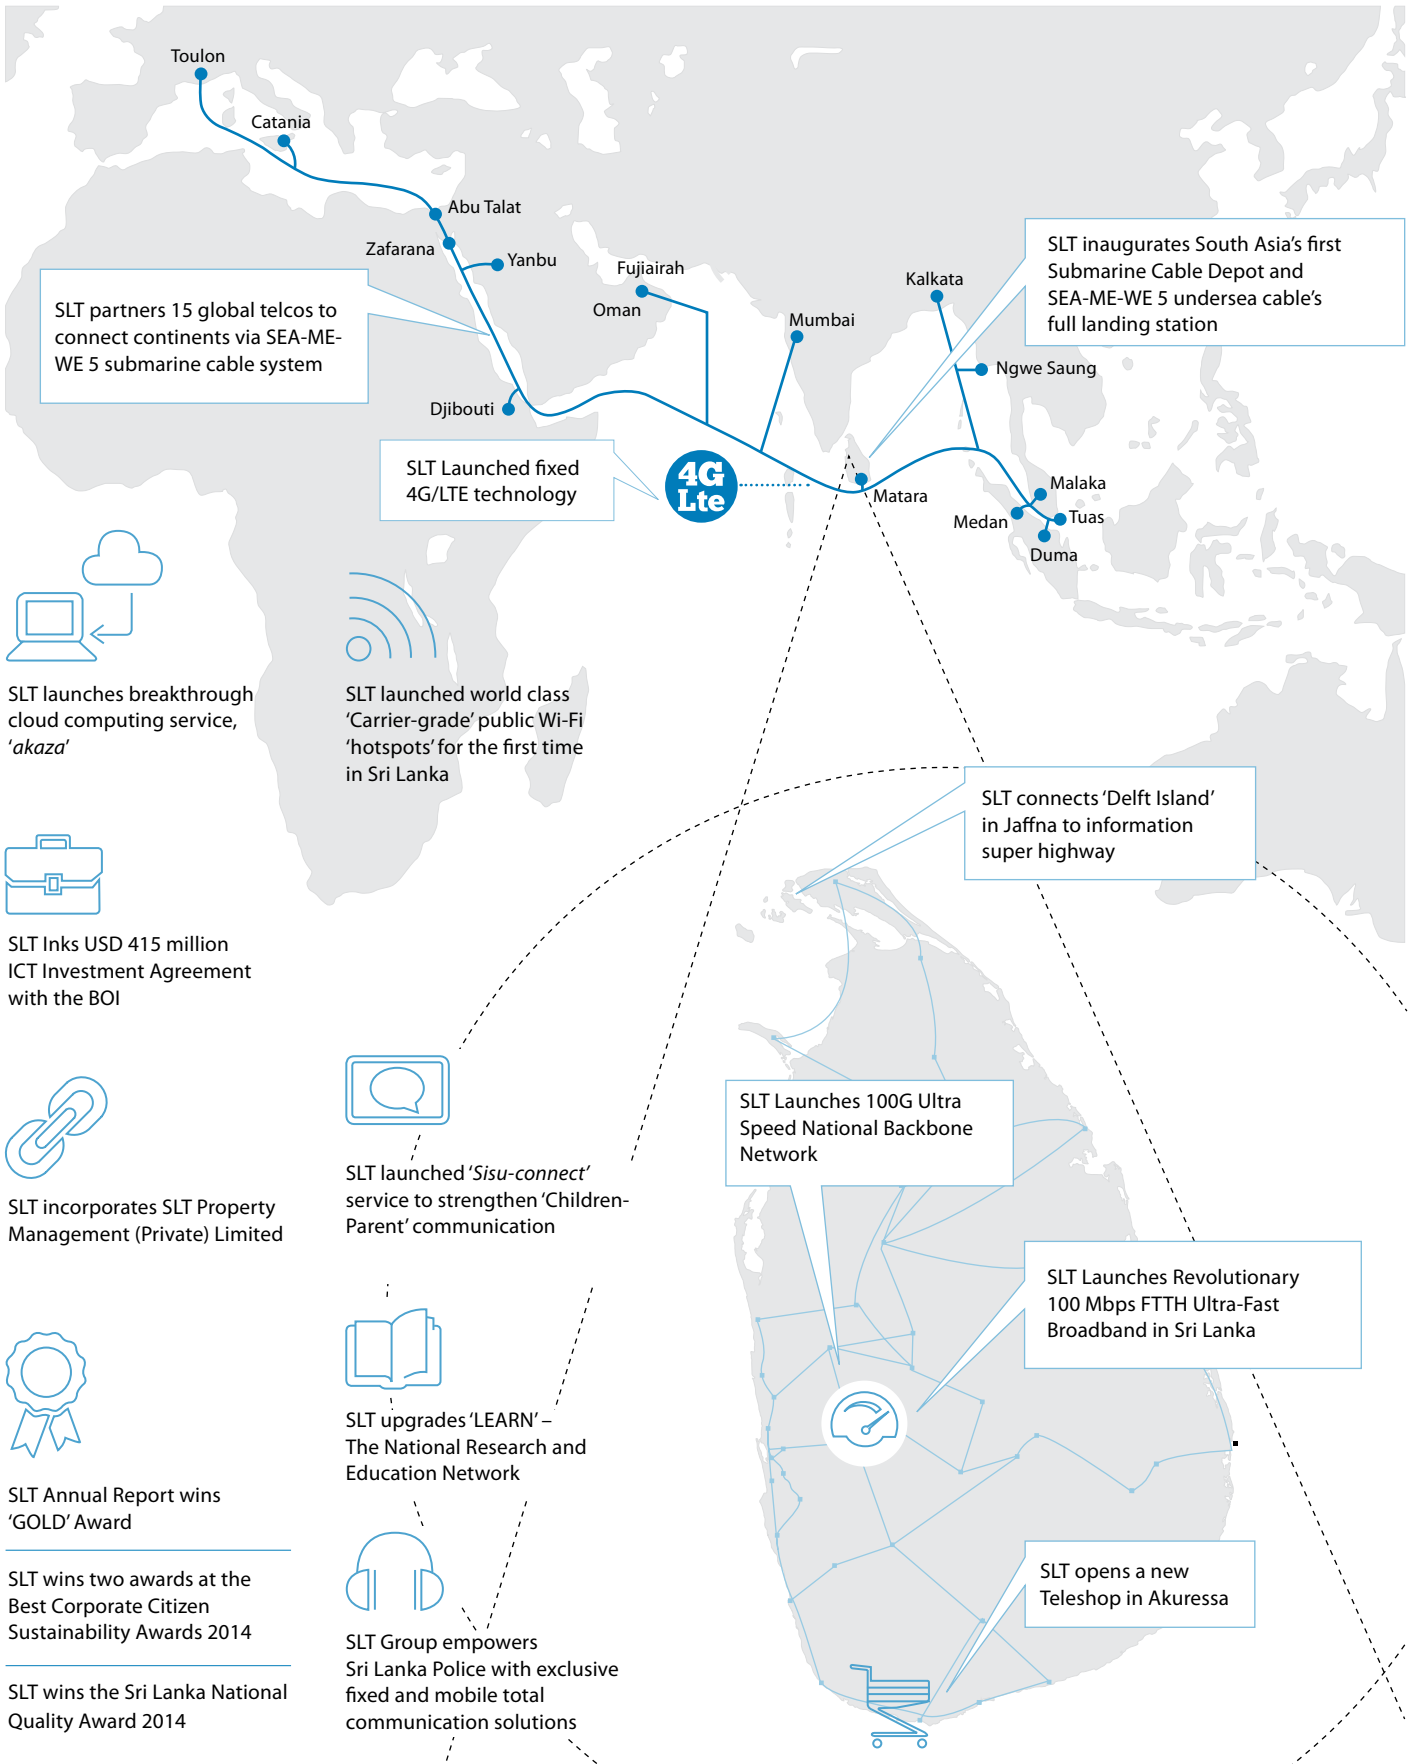 Toulon
Catania
Abu Talat
Zafarana
Yanbu
Fujiairah
Oman
Mumbai
Kalkata
Ngwe Saung
Djibouti
Matara
Malaka
Medan
Tuas
Duma
SLT inaugurates South Asia’s first
Submarine Cable Depot and
SEA-ME-WE 5 undersea cable’s
full landing station
SLT partners 15 global telcos to
connect continents via SEA-ME-
WE 5 submarine cable system
SLT Launched fixed
4G/LTE technology
4G
Lte
SLT launches breakthrough
cloud computing service,
‘akaza’
SLT launched world class
‘Carrier-grade’ public Wi-Fi
‘hotspots’ for the first time
in Sri Lanka
SLT connects ‘Delft Island’
in Jaffna to information
super highway
SLT Inks USD 415 million
ICT Investment Agreement
with the BOI
SLT Launches 100G Ultra
Speed National Backbone
Network
SLT launched ‘Sisu-connect’
service to strengthen ‘Children-
Parent’ communication
SLT incorporates SLT Property
Management (Private) Limited
SLT Launches Revolutionary
100 Mbps FTTH Ultra-Fast
Broadband in Sri Lanka
SLT upgrades ‘LEARN’ –
The National Research and
Education Network
SLT Annual Report wins
‘GOLD’ Award
SLT wins two awards at the
Best Corporate Citizen
Sustainability Awards 2014
SLT wins the Sri Lanka National
Quality Award 2014
SLT Group empowers
Sri Lanka Police with exclusive
fixed and mobile total
communication solutions
SLT opens a new
Teleshop in Akuressa